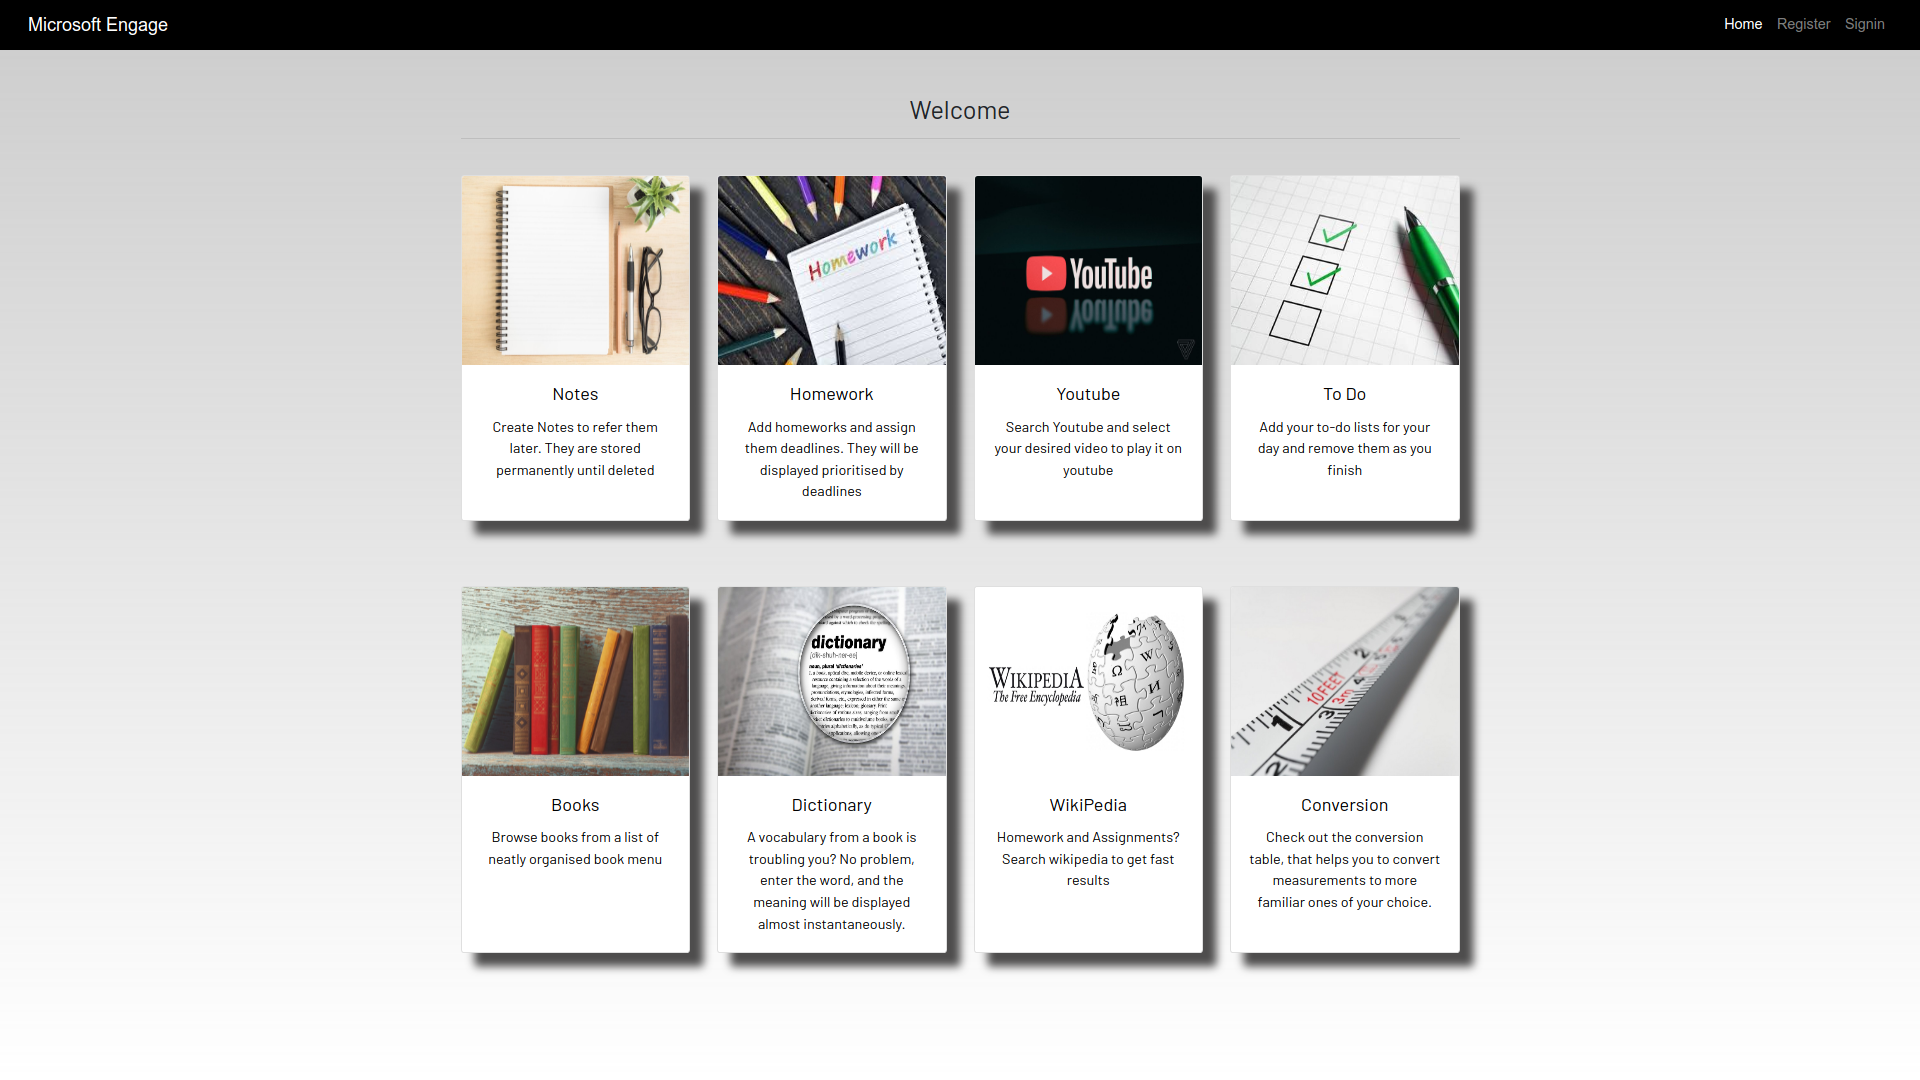 Microsoft Engage
Home Register Signin
Welcome
Homework
YouTube
Notes
Create Notes to refer them
later. They are stored
permanently until deleted
Homework
Add homeworks and assign
them deadlines. They will be
displayed prioritised by
deadlines
Youtube
Search Youtube and select
your desired video to play it on
youtube
To Do
Add your to-do lists for your
day and remove them as you
finish
dictionary
WIKIPEDIA
The Free Encyclopedia
10FEET
3m
1
2
Books
Browse books from a list of
neatly organised book menu
Dictionary
A vocabulary from a book is
troubling you? No problem,
enter the word, and the
meaning will be displayed
almost instantaneously.
WikiPedia
Homework and Assignments?
Search wikipedia to get fast
results
Conversion
Check out the conversion
table, that helps you to convert
measurements to more
familiar ones of your choice.